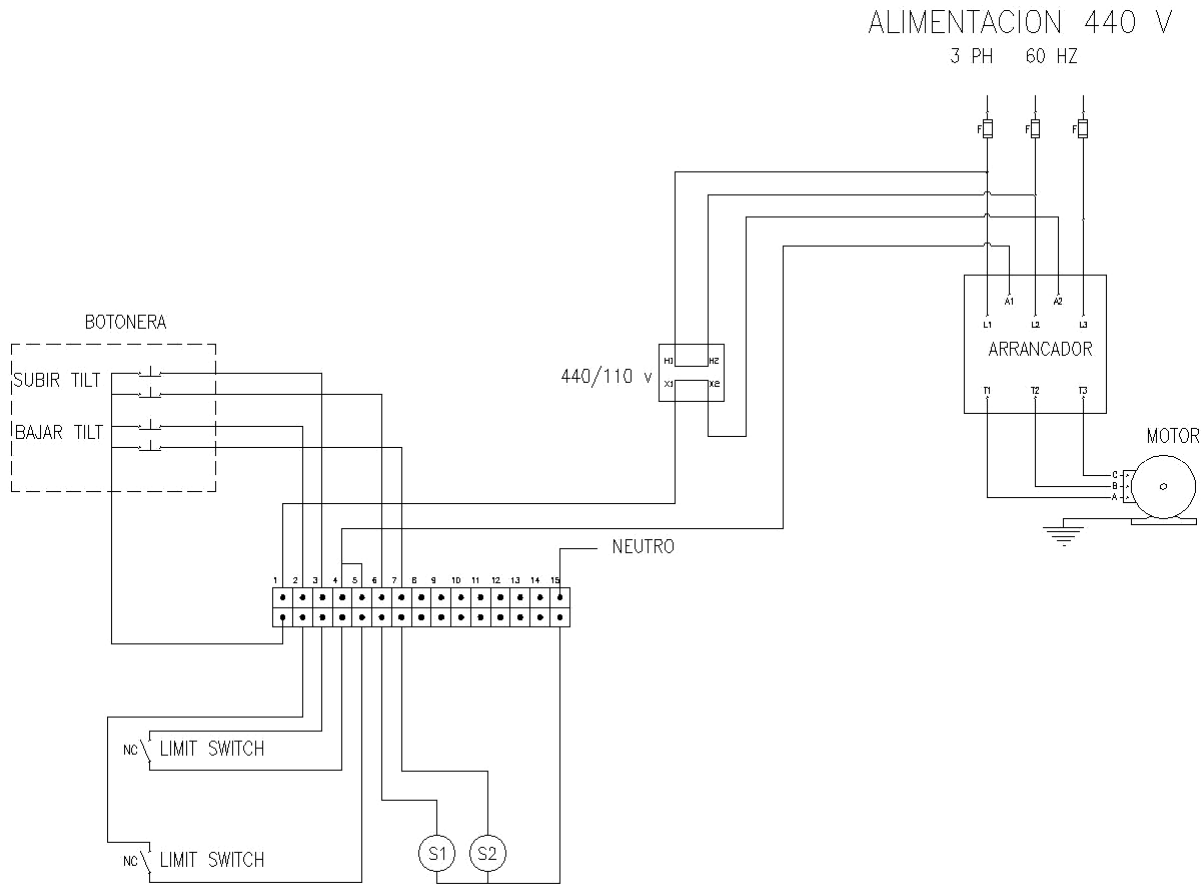 ALIMENTACION 440 V
3 PH 60 HZ
F F F
A1 A2
L1 L2 L3
ARRANCADOR
T1 T2 T3
MOTOR
C
B
A
H1 H2
440/110 v
X1 X2
BOTONERA
SUBIR TILT
BAJAR TILT
NEUTRO
1 2 3 4 5 6 7 8 9 10 11 12 13 14 15
NC LIMIT SWITCH
NC LIMIT SWITCH
S1 S2